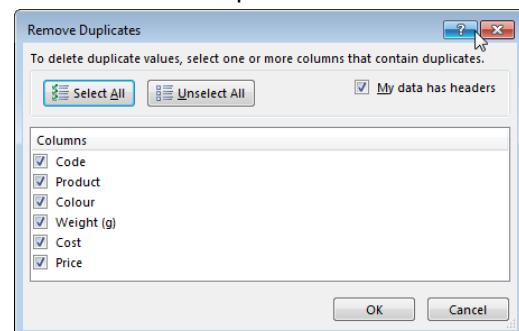 Remove Duplicates
To delete duplicate values, select one or more columns that contain duplicates.
Select All
Unselect All
My data has headers
Columns
Code
Product
Colour
Weight (g)
Cost
Price
OK
Cancel